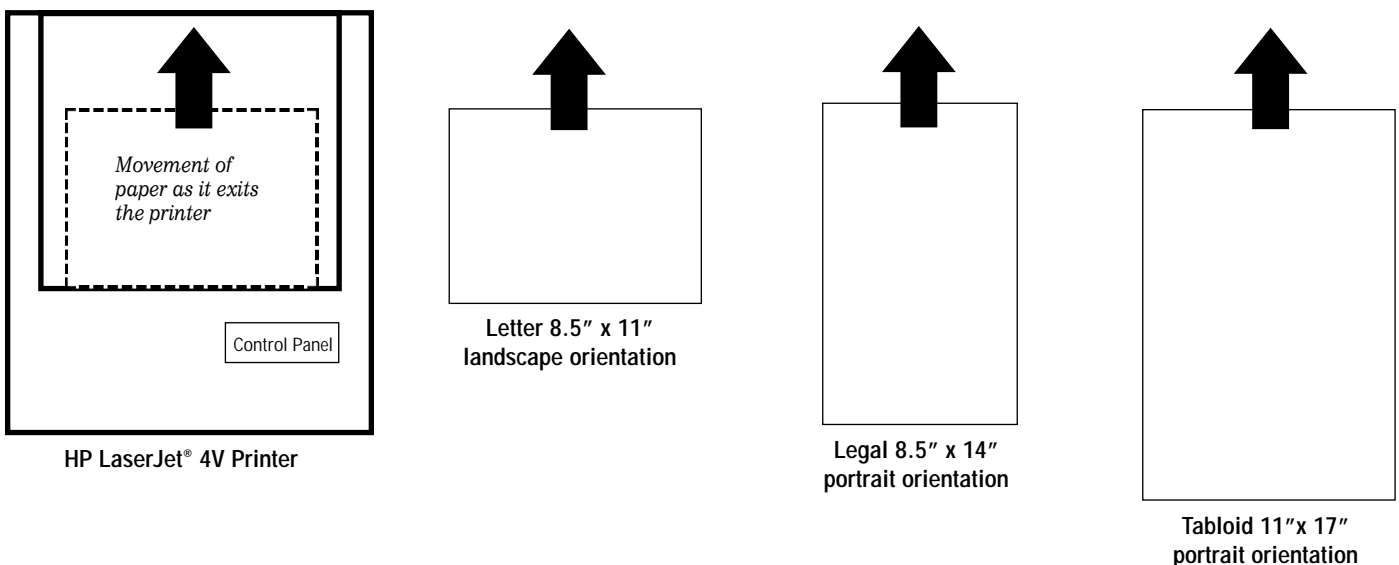 Movement of
paper as it exits
the printer
Control Panel
HP LaserJet® 4V Printer
Letter 8.5″ x 11″
landscape orientation
Legal 8.5″ x 14″
portrait orientation
Tabloid 11″x 17″
portrait orientation